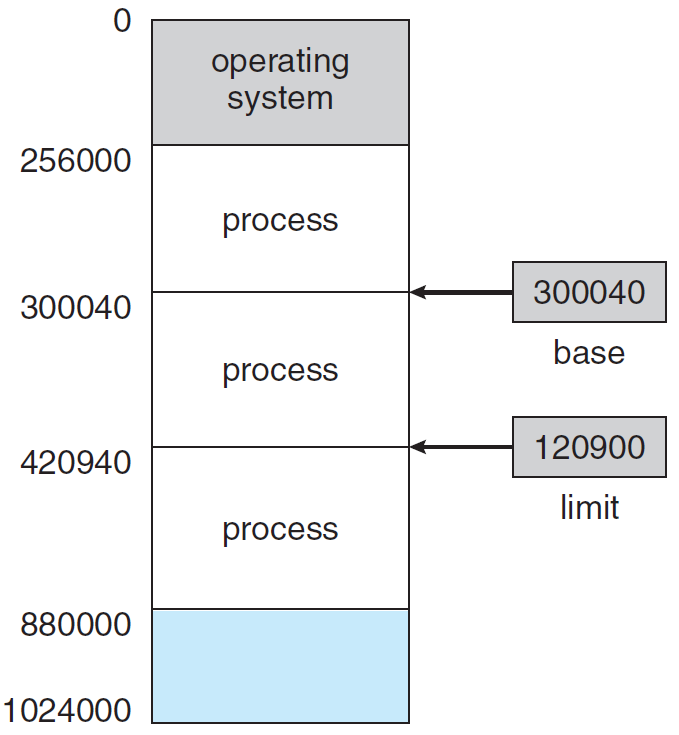 0
operating
system
256000
process
300040
300040
base
process
420940
120900
limit
process
880000
1024000